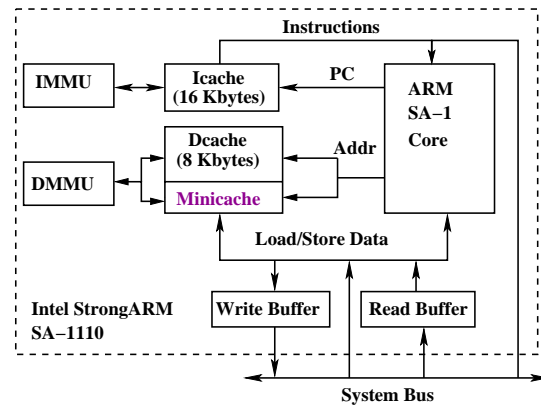 Instructions
IMMU
Icache
(16 Kbytes)
PC
ARM
SA−1
Core
Dcache
(8 Kbytes)
Addr
DMMU
Minicache
Load/Store Data
Intel StrongARM
SA−1110
Write Buffer
Read Buffer
System Bus